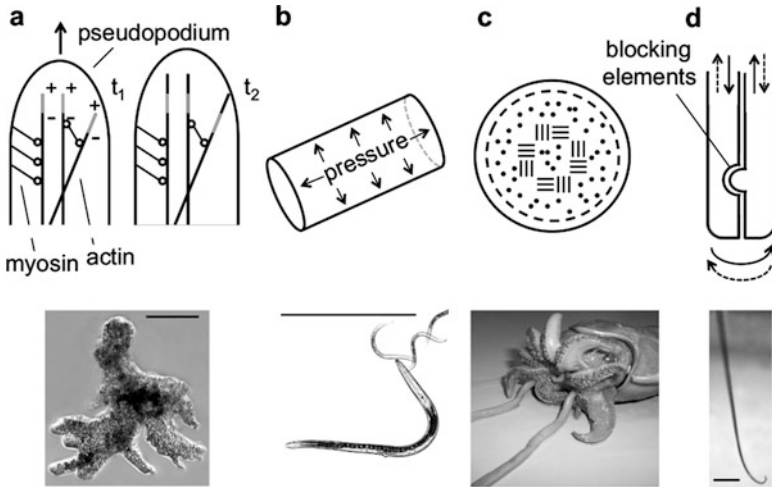 a
b
c
d
pseudopodium
t1
t2
+ + +
- - -
myosin
actin
pressure
blocking
elements